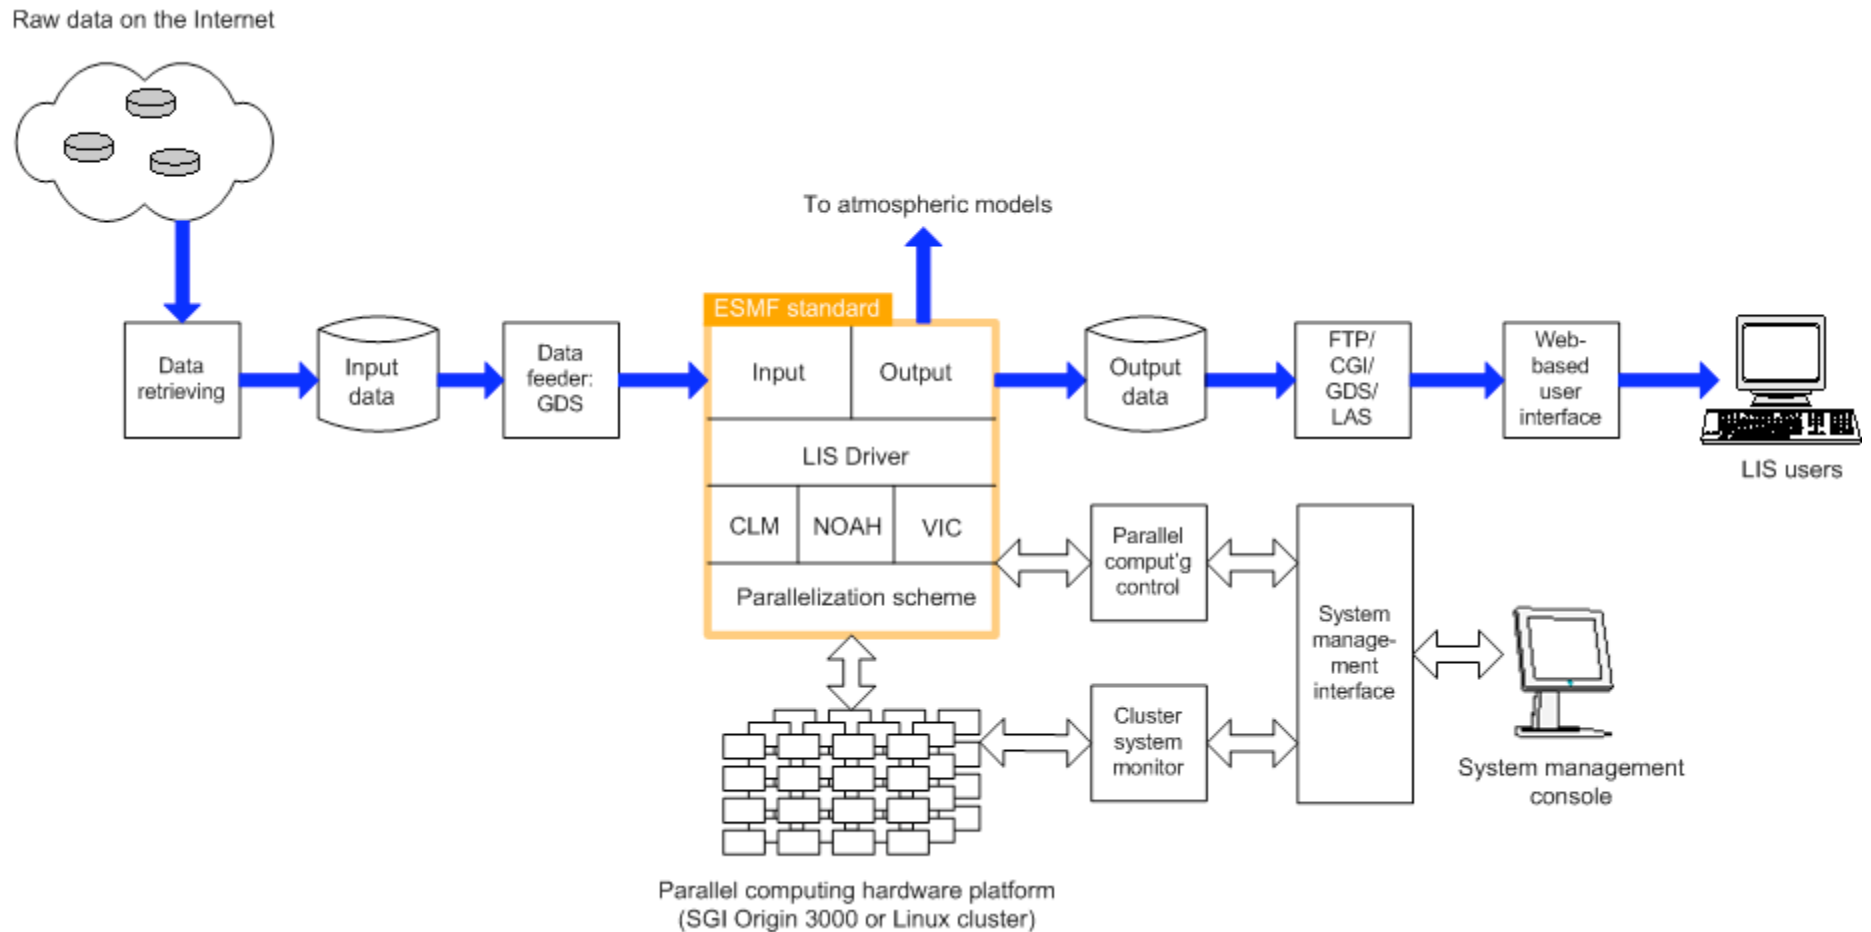 Raw data on the Internet
To atmospheric models
ESMF standard
Data
retrieving
Input
data
Data
feeder:
GDS
Input
Output
LIS Driver
CLM
NOAH
VIC
Parallelization scheme
Output
data
FTP/
CGI/
GDS/
LAS
Web-
based
user
interface
LIS users
Parallel
comput'g
control
System
manage-
ment
interface
Cluster
system
monitor
System management
console
Parallel computing hardware platform
(SGI Origin 3000 or Linux cluster)